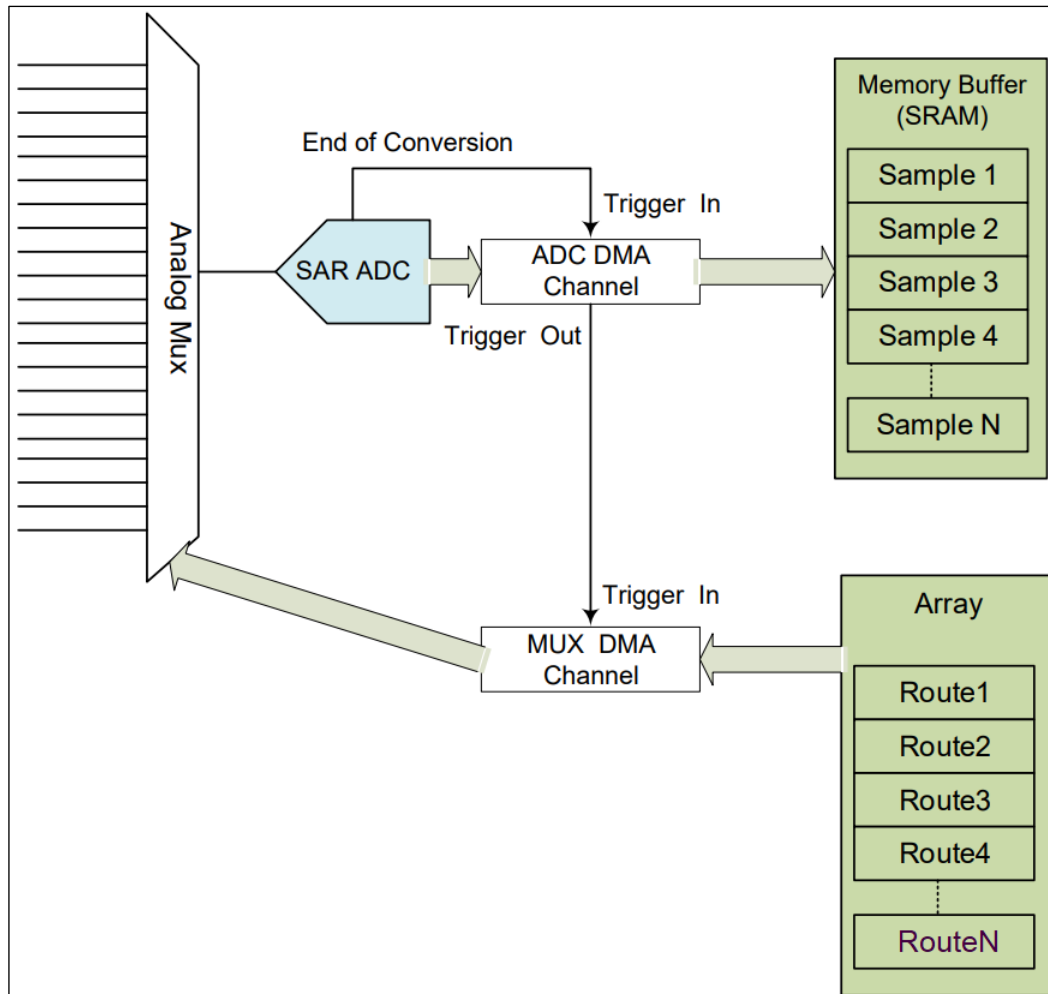 Analog Mux
End of Conversion
Trigger In
SAR ADC
ADC DMA
Channel
Trigger Out
Memory Buffer
(SRAM)
Sample 1
Sample 2
Sample 3
Sample 4
Sample N
Trigger In
MUX DMA
Channel
Array
Route1
Route2
Route3
Route4
RouteN